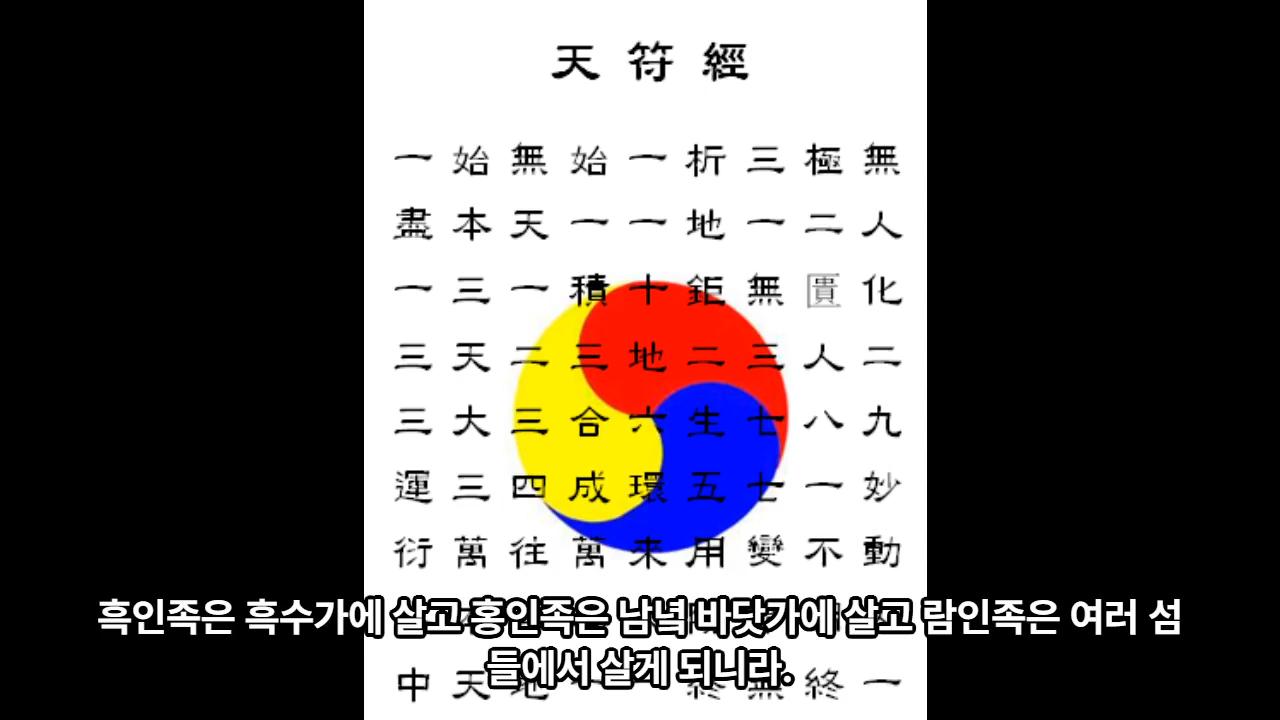 天符經
一始無始一折三極無
盡本天一一地一二人
一三一積十鉅無匱化
三天二三地二三人二
三大三合六生七八九
運三四成環五七一妙
衍萬往萬來用變不動
흑인족은 흑수가에 살고 홍인족은 남녘 바닷가에 살고 람인족은 여러 섬
들에서 살게 되니라.
中天地一 終無終一